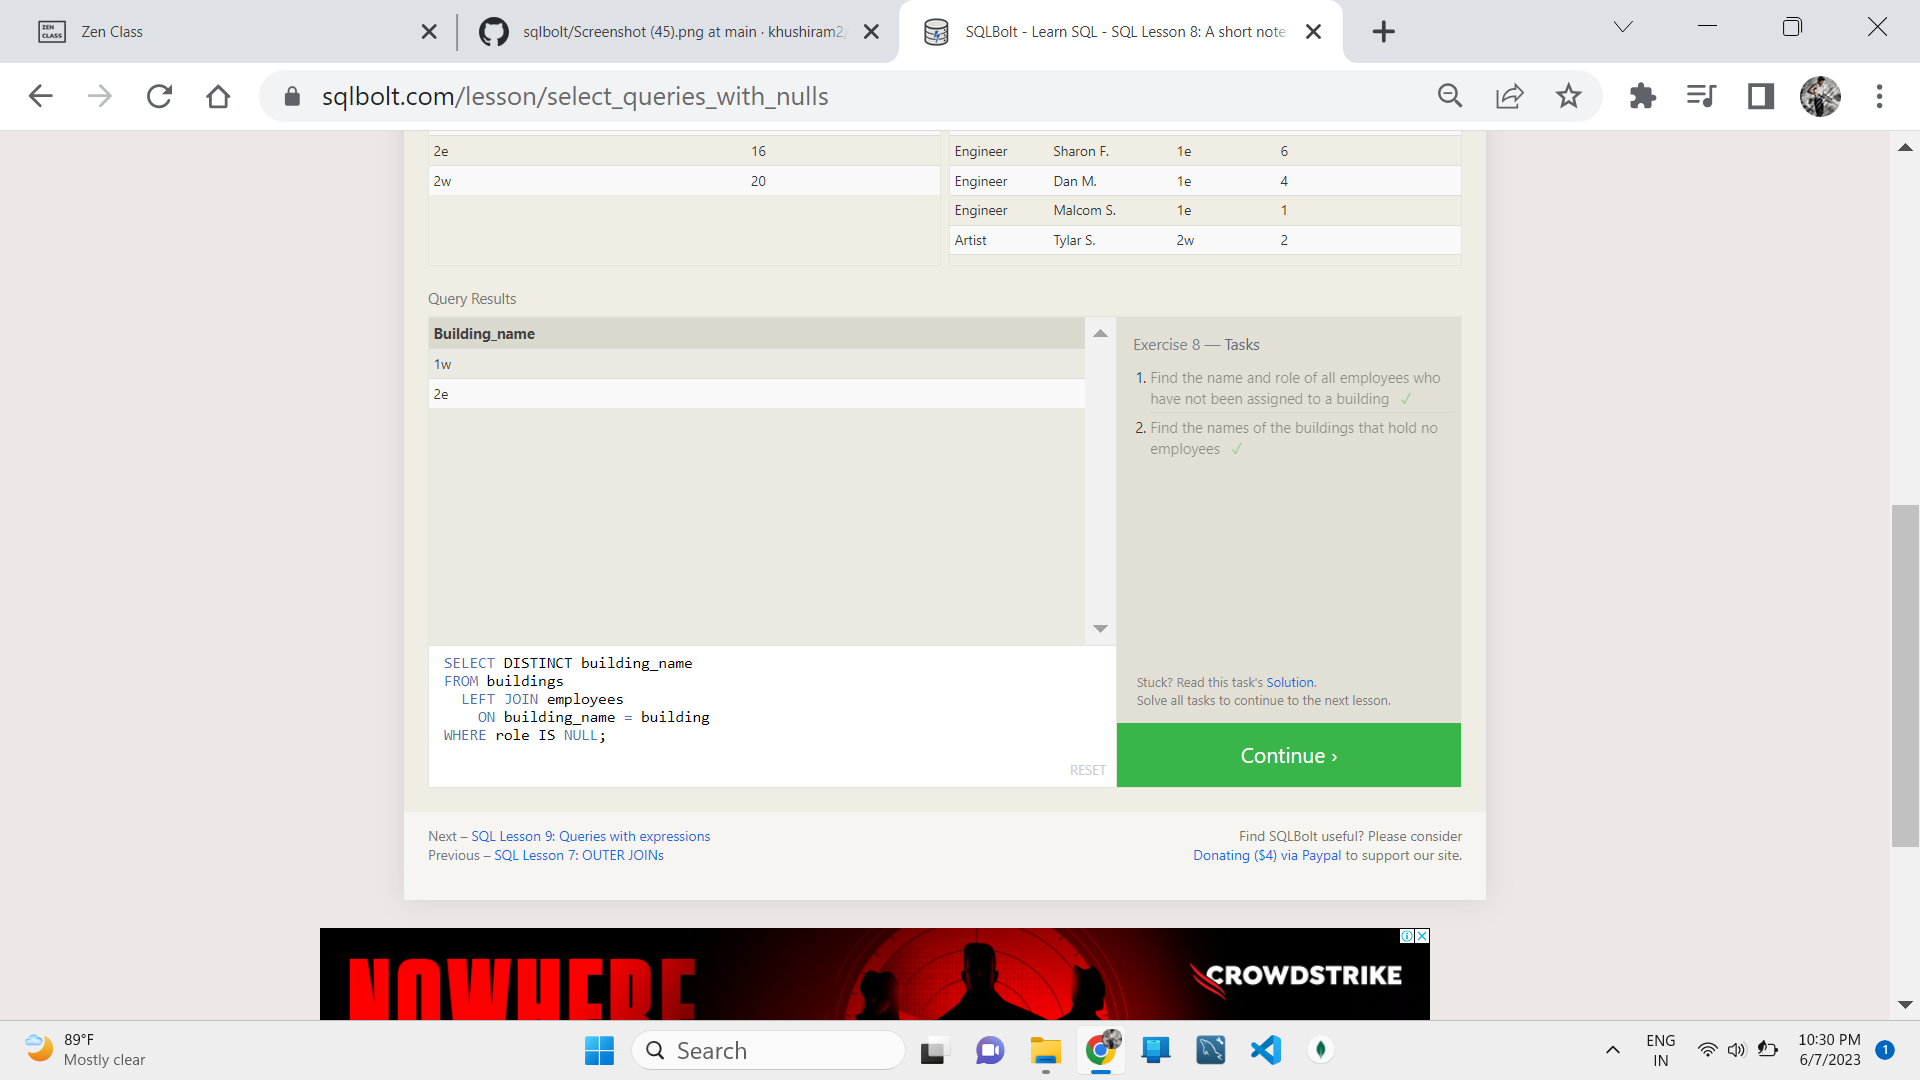 ZEN CLASS
Zen Class
sqlbolt/Screenshot (45).png at main · khushiram2/
SQLBolt - Learn SQL - SQL Lesson 8: A short note
sqlbolt.com/lesson/select_queries_with_nulls
2e 16
2w 20
Engineer Sharon F. 1e 6
Engineer Dan M. 1e 4
Engineer Malcom S. 1e 1
Artist Tylar S. 2w 2
Query Results
Building_name
1w
2e
SELECT DISTINCT building_name
FROM buildings
LEFT JOIN employees
ON building_name = building
WHERE role IS NULL;
RESET
Exercise 8 — Tasks
1. Find the name and role of all employees who
have not been assigned to a building ✓
2. Find the names of the buildings that hold no
employees ✓
Stuck? Read this task's Solution.
Solve all tasks to continue to the next lesson.
Continue ›
Next – SQL Lesson 9: Queries with expressions
Previous – SQL Lesson 7: OUTER JOINs
Find SQLBolt useful? Please consider
Donating ($4) via Paypal to support our site.
NOWHERE
CROWDSTRIKE
89°F
Mostly clear
Search
ENG
IN
10:30 PM
6/7/2023
1